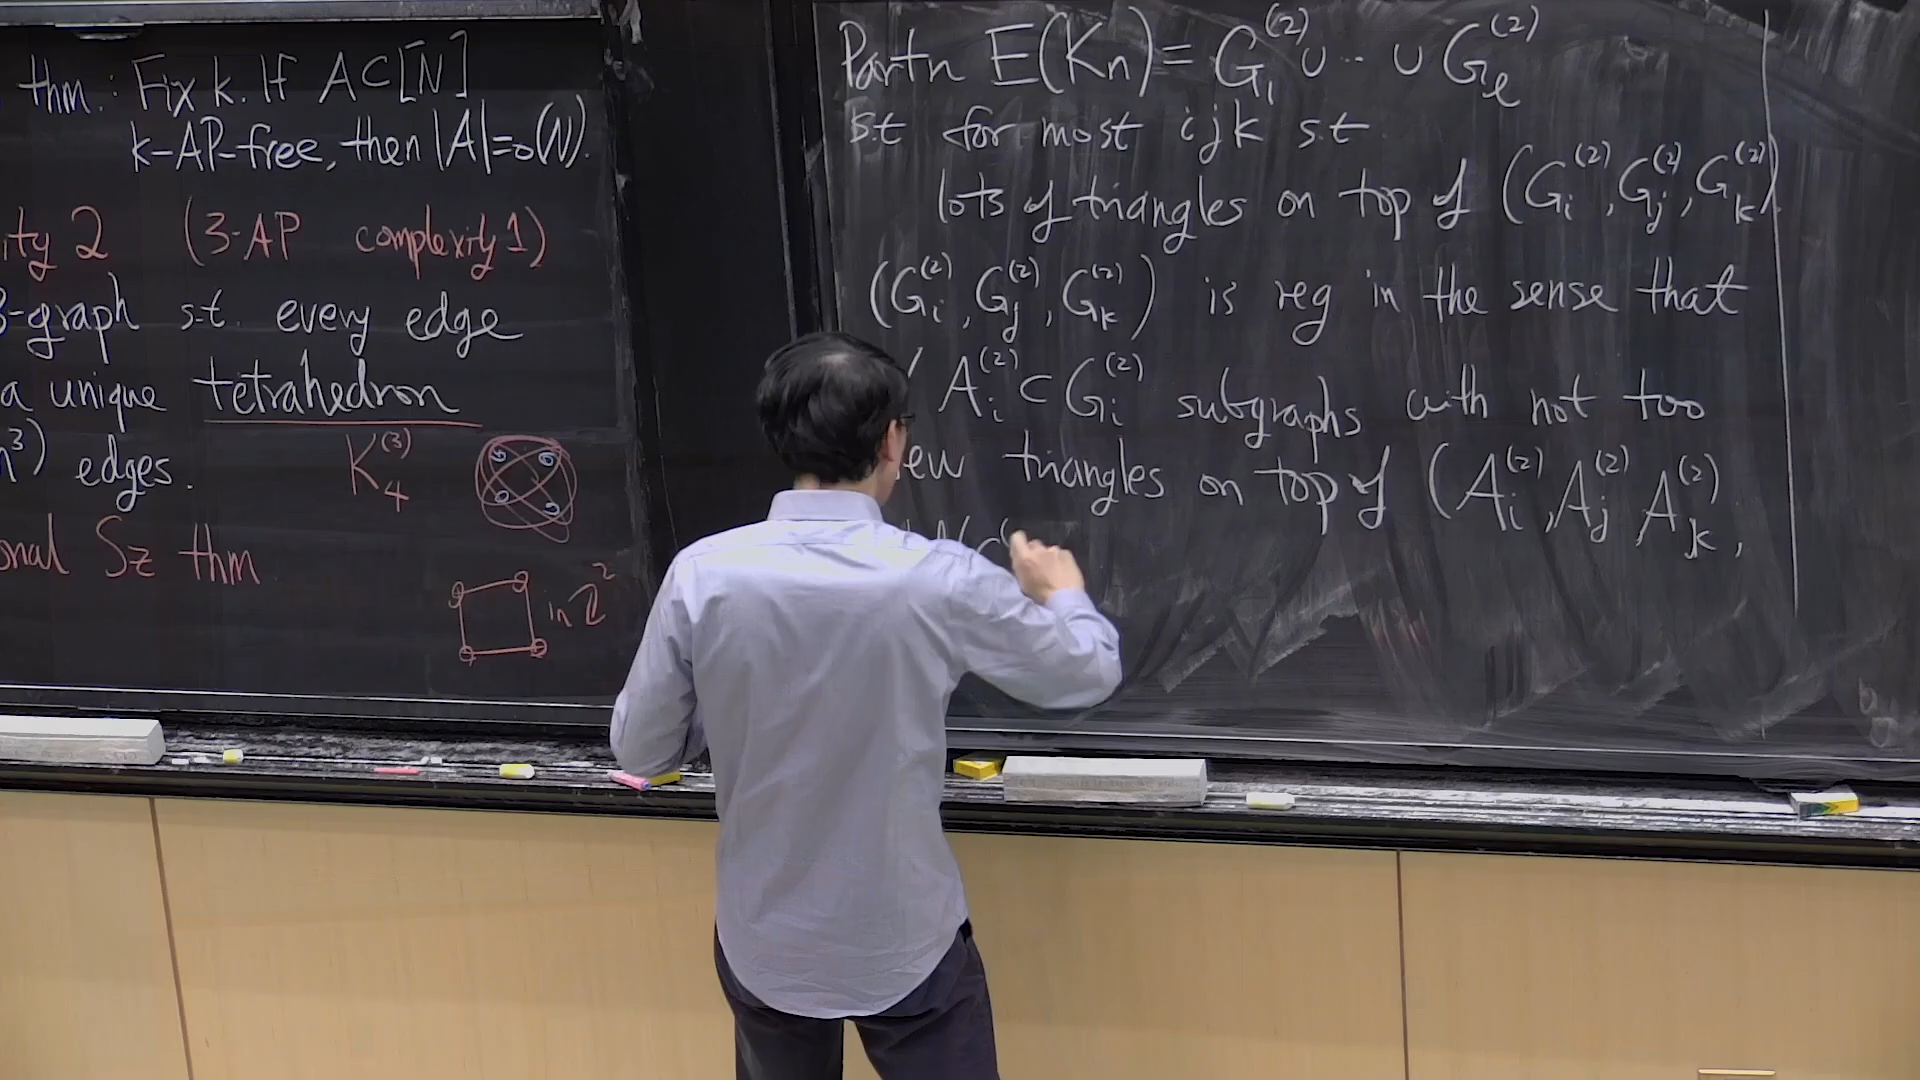 thm.: Fix k. If A⊂[N]
k-AP-free, then |A|=o(N).
ity 2 (3-AP complexity 1)
3-graph s.t. every edge
a unique tetrahedron
n³) edges. K₄⁽³⁾
onal Sz thm
in ℤ²
Partn E(Kn) = G₁⁽²⁾ ∪ ·· ∪ Gℓ⁽²⁾
st for most ijk s.t
lots of triangles on top of (Gᵢ⁽²⁾, Gⱼ⁽²⁾, Gₖ⁽²⁾)
(Gᵢ⁽²⁾, Gⱼ⁽²⁾, Gₖ⁽²⁾) is reg in the sense that
Aᵢ⁽²⁾ ⊂ Gᵢ⁽²⁾ subgraphs with not too
ew triangles on top of (Aᵢ⁽²⁾, Aⱼ⁽²⁾, Aₖ⁽²⁾,